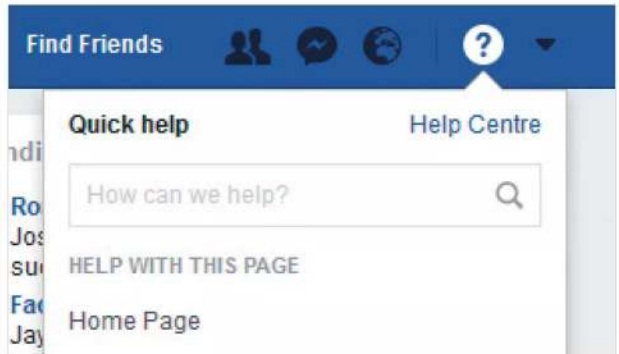 Find Friends
?
Quick help Help Centre
How can we help?
HELP WITH THIS PAGE
Home Page